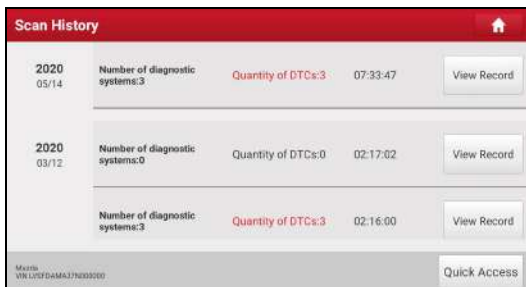 Scan History
2020
05/14
Number of diagnostic
systems:3
Quantity of DTCs:3
07:33:47
View Record
2020
03/12
Number of diagnostic
systems:0
Quantity of DTCs:0
02:17:02
View Record
Number of diagnostic
systems:3
Quantity of DTCs:3
02:16:00
View Record
Mazda
VIN
Quick Access